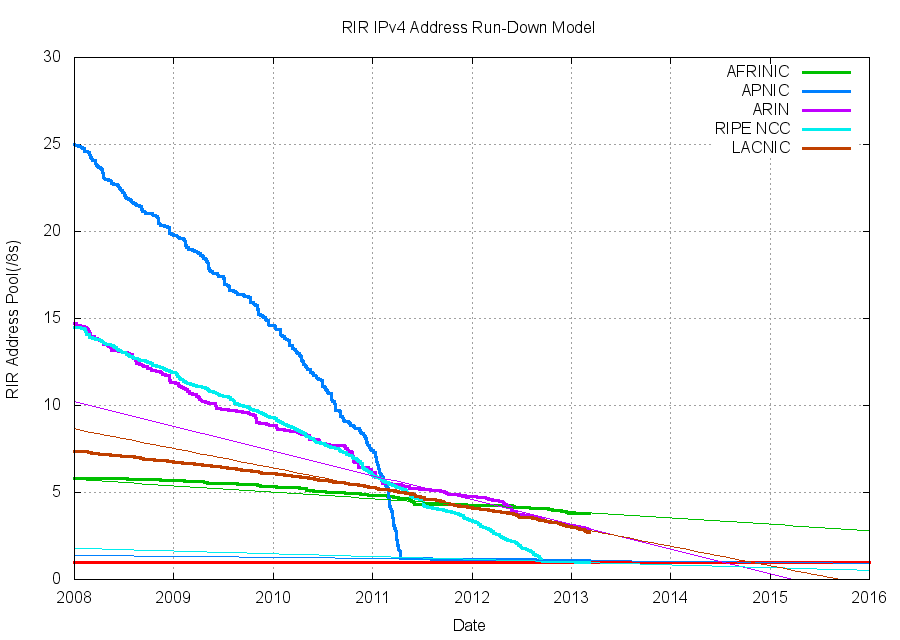 RIR IPv4 Address Run-Down Model
30
25
20
15
10
5
0
RIR Address Pool(/8s)
AFRINIC
APNIC
ARIN
RIPE NCC
LACNIC
2008 2009 2010 2011 2012 2013 2014 2015 2016
Date